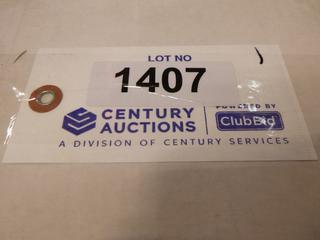 LOT NO
1407
CENTURY
AUCTIONS
POWERED BY
ClubBid
A DIVISION OF CENTURY SERVICES